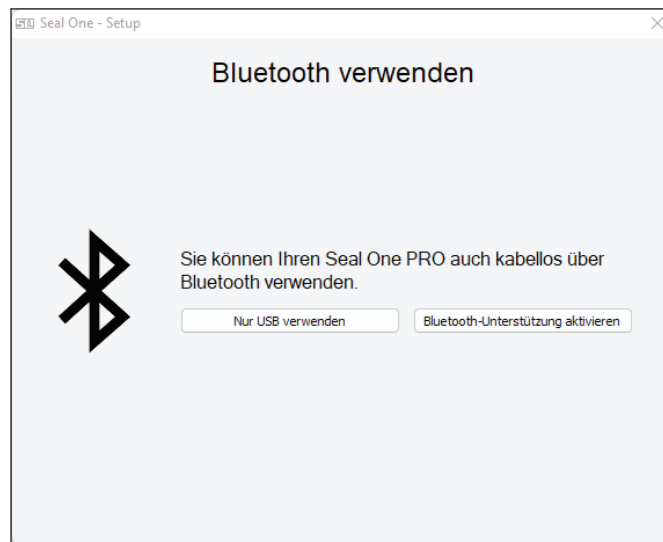 Seal One - Setup
Bluetooth verwenden
Sie können Ihren Seal One PRO auch kabellos über
Bluetooth verwenden.
Nur USB verwenden
Bluetooth-Unterstützung aktivieren